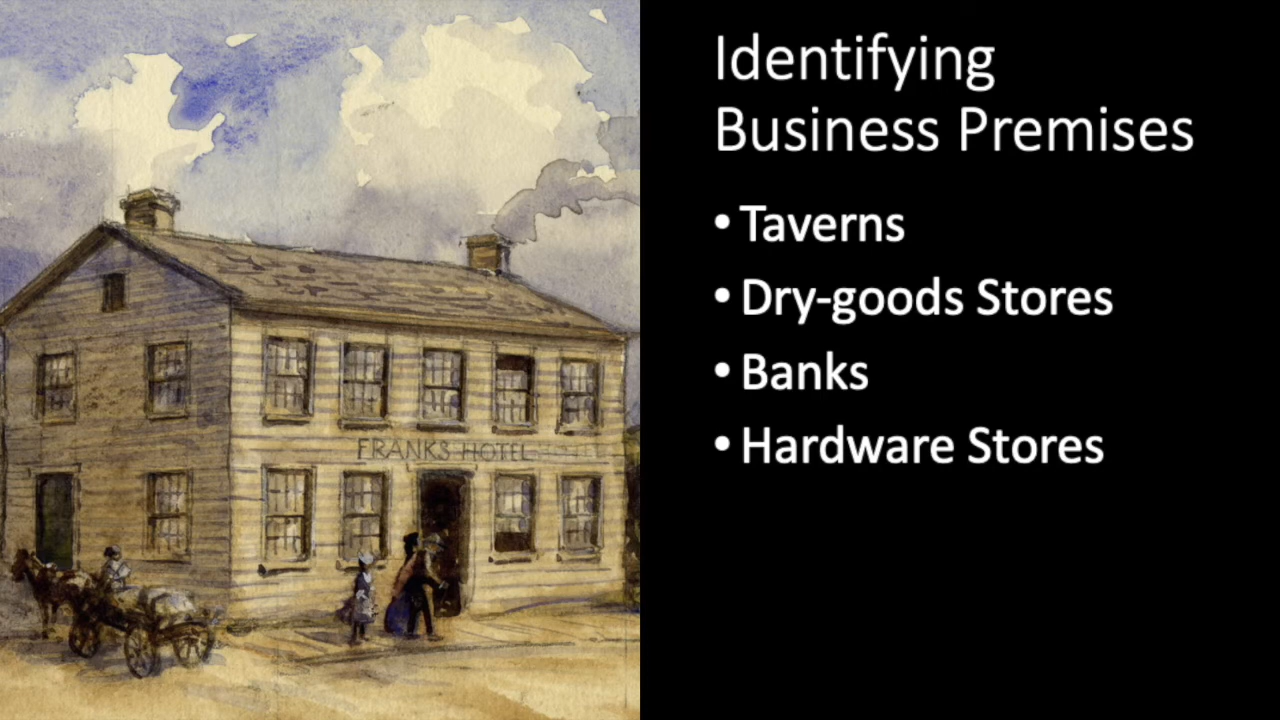 Identifying
Business Premises
• Taverns
• Dry-goods Stores
• Banks
• Hardware Stores
FRANKS HOTEL